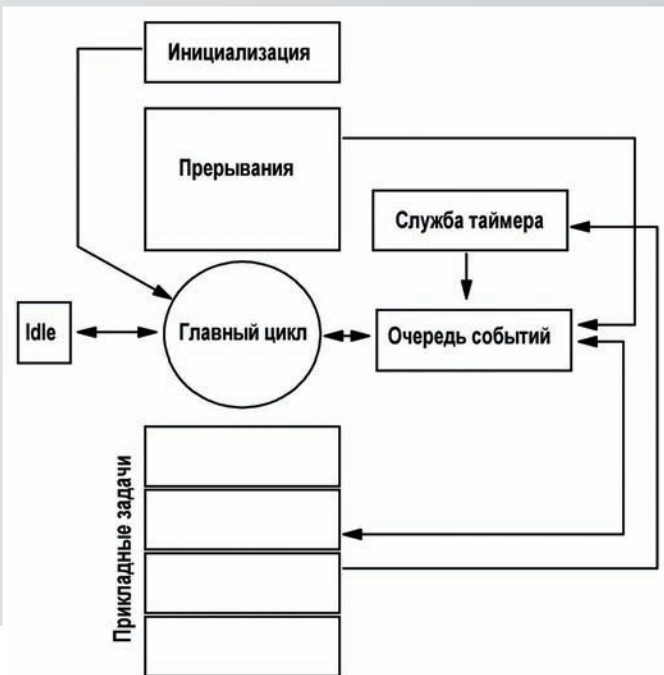 Инициализация
Прерывания
Служба таймера
Idle
Главный цикл
Очередь событий
Прикладные задачи